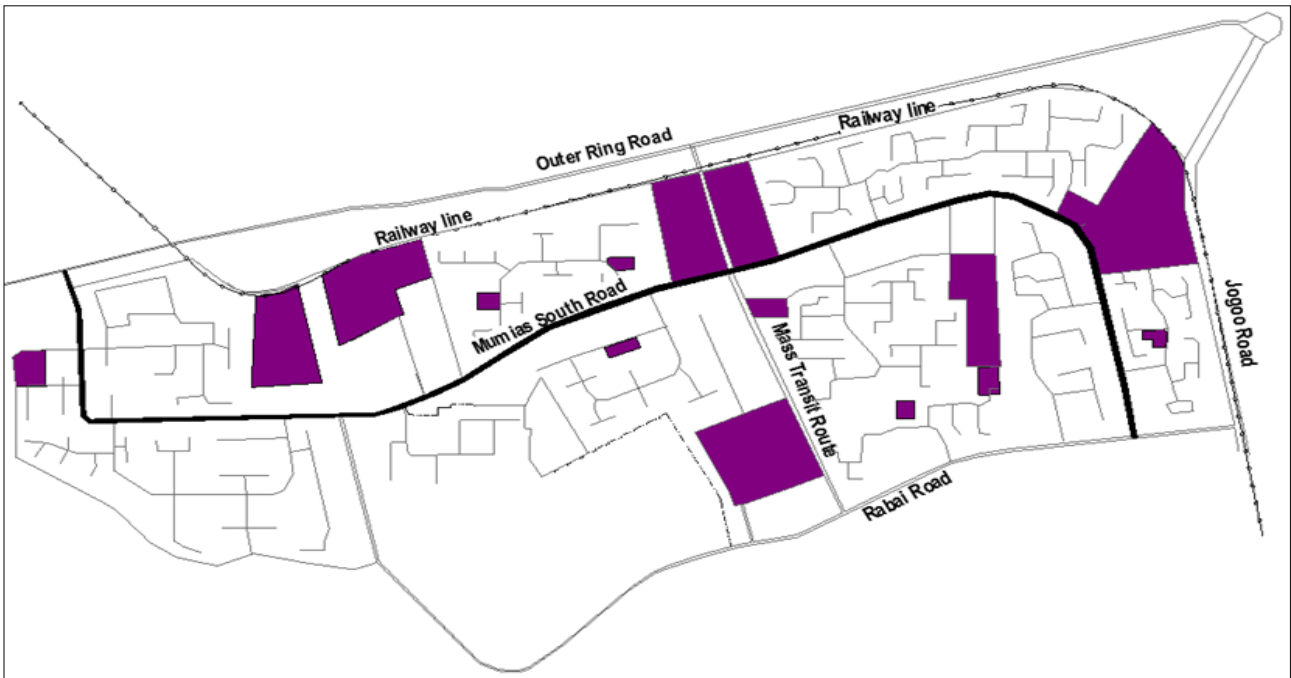 Railway line
Outer Ring Road
Railway line
Mumias South Road
Jogoo Road
Mass Transit Route
Rabai Road